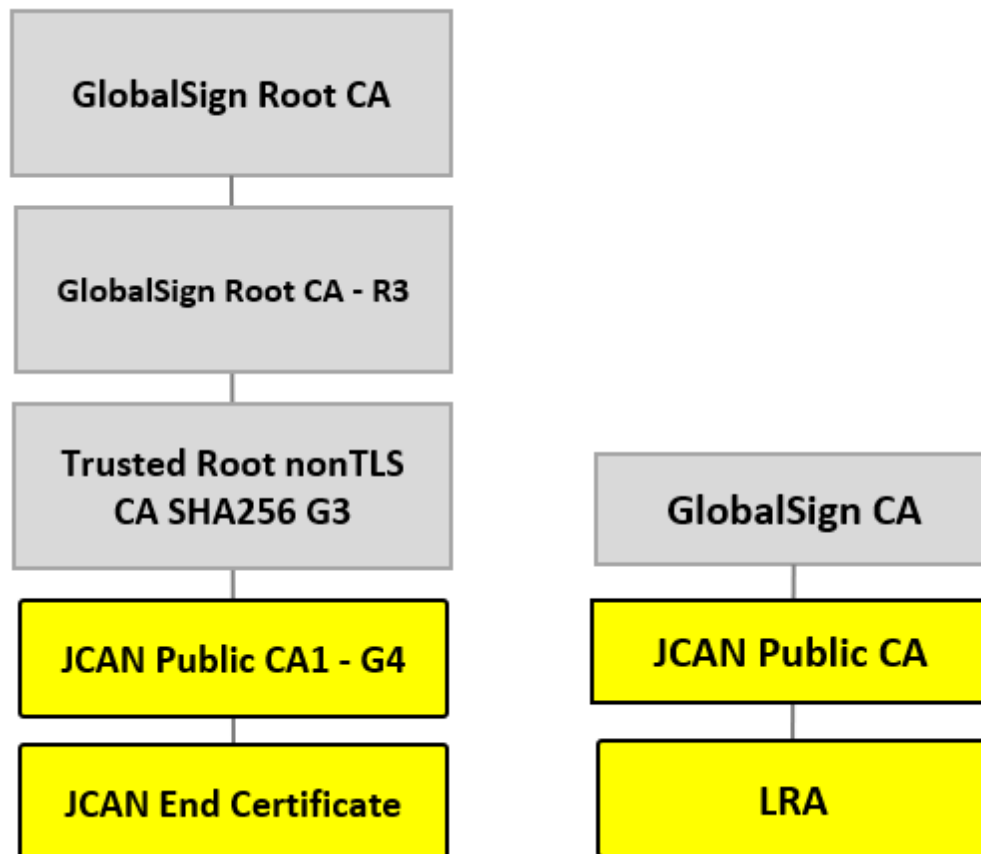 GlobalSign Root CA
GlobalSign Root CA - R3
Trusted Root nonTLS
CA SHA256 G3
JCAN Public CA1 - G4
JCAN End Certificate
GlobalSign CA
JCAN Public CA
LRA